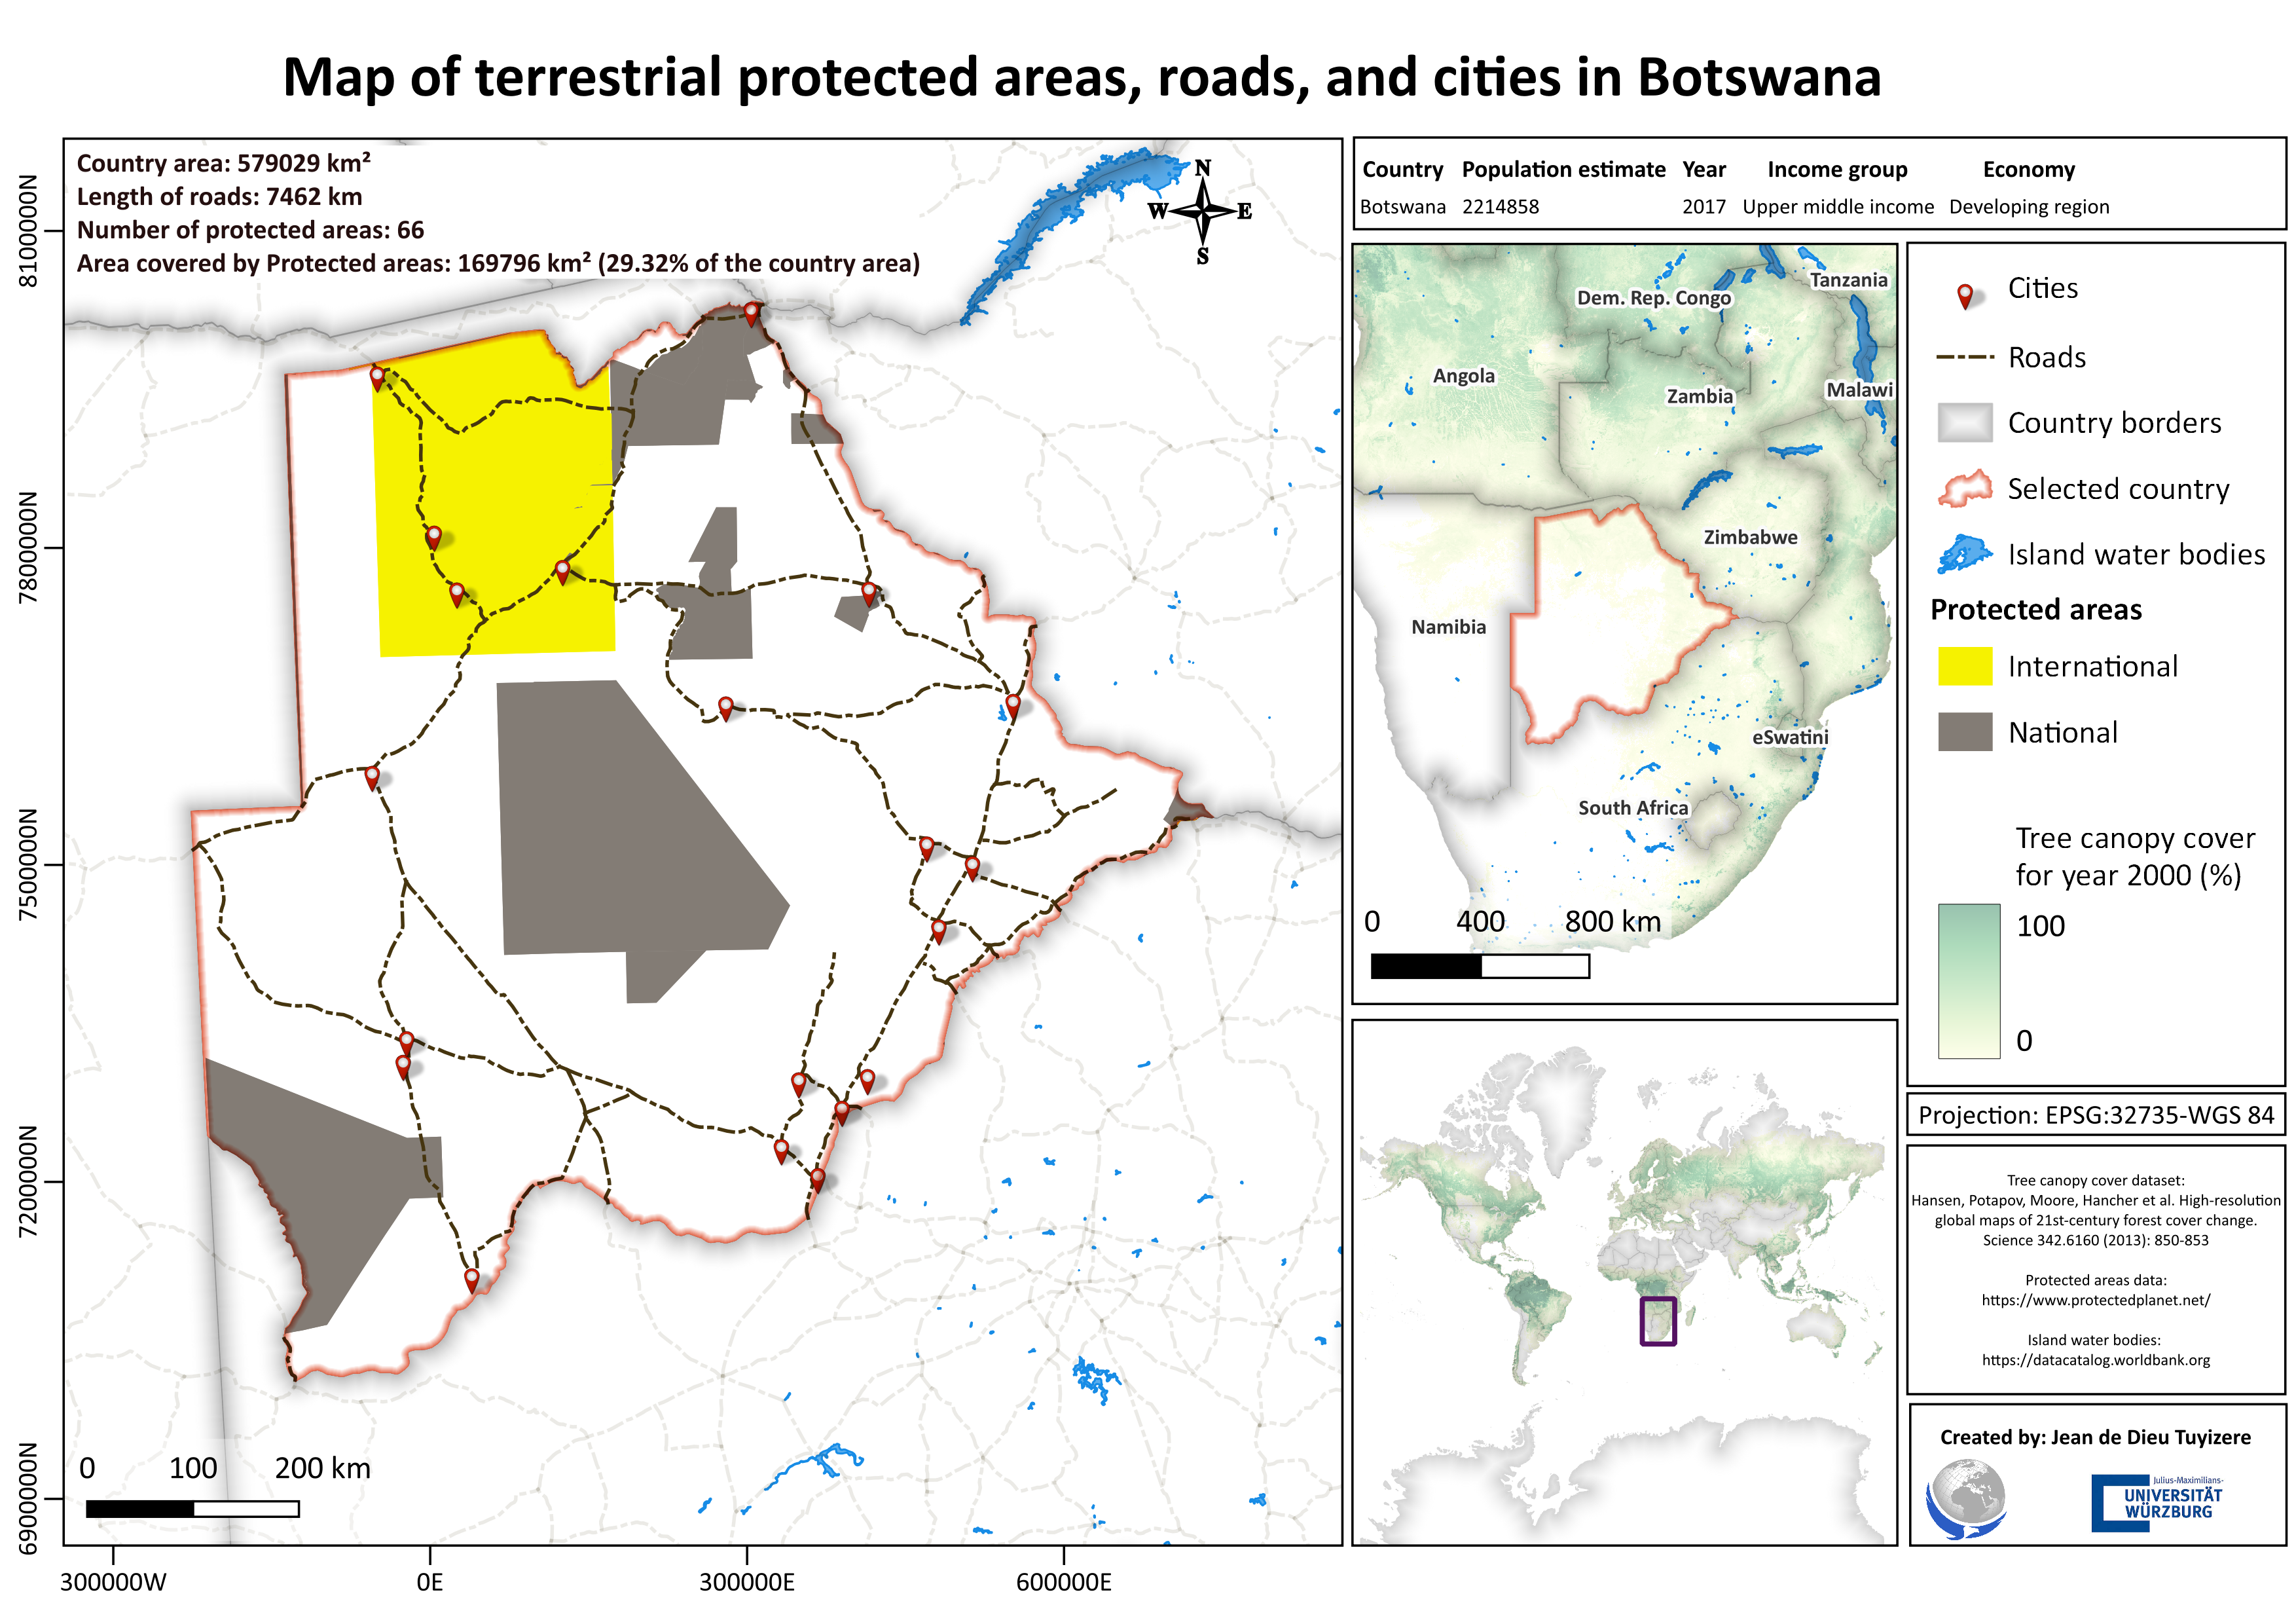 Map of terrestrial protected areas, roads, and cities in Botswana
Country area: 579029 km²
Length of roads: 7462 km
Number of protected areas: 66
Area covered by Protected areas: 169796 km² (29.32% of the country area)
N
W E
S
8100000N
7800000N
7500000N
7200000N
6900000N
0 100 200 km
300000W 0E 300000E 600000E
Country Population estimate Year Income group Economy
Botswana 2214858 2017 Upper middle income Developing region
Tanzania
Dem. Rep. Congo
Angola
Malawi
Zambia
Zimbabwe
Namibia
eSwatini
South Africa
0 400 800 km
Cities
Roads
Country borders
Selected country
Island water bodies
Protected areas
International
National
Tree canopy cover
for year 2000 (%)
100
0
Projection: EPSG:32735-WGS 84
Tree canopy cover dataset:
Hansen, Potapov, Moore, Hancher et al. High-resolution
global maps of 21st-century forest cover change.
Science 342.6160 (2013): 850-853
Protected areas data:
https://www.protectedplanet.net/
Island water bodies:
https://datacatalog.worldbank.org
Created by: Jean de Dieu Tuyizere
Julius-Maximilians-
UNIVERSITÄT
WÜRZBURG